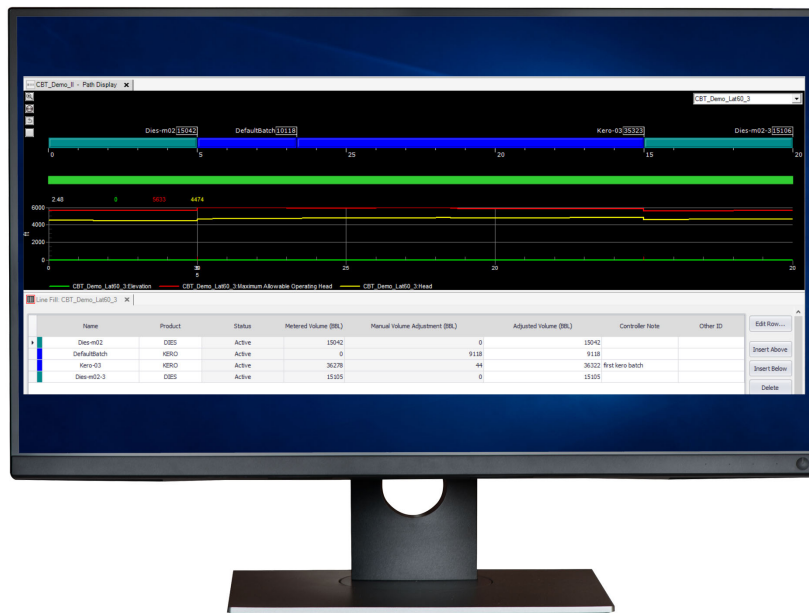 CBT_Demo_II - Path Display X
CBT_Demo_Lat60_3
Dies-m02 15042 DefaultBatch 10118 Kero-03 35323 Dies-m02-3 15106
0 5 25 20 15 20
2.48 0 4474
6000
4000
2000
0
ft
5 25 20 20
CBT_Demo_Lat60_3:Elevation CBT_Demo_Lat60_3:Maximum Allowable Operating Head CBT_Demo_Lat60_3:Head
Line Fill: CBT_Demo_Lat60_3 X
Name Product Status Metered Volume (BBL) Manual Volume Adjustment (BBL) Adjusted Volume (BBL) Controller Note Other ID
Edit Row...
Dies-m02 DIES Active 15042 0 15042
DefaultBatch KERO Active 0 9118 9118
Insert Above
Kero-03 KERO Active 36278 44 36322 first kero batch
Insert Below
Dies-m02-3 DIES Active 15105 0 15105
Delete